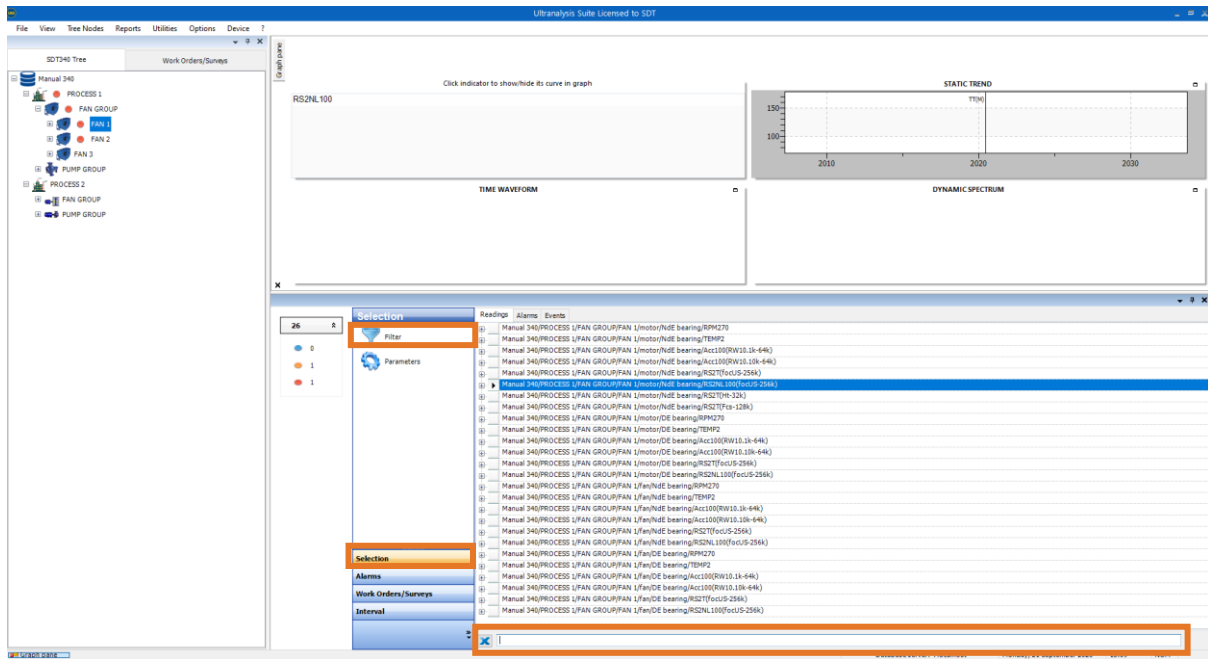 Ultranalysis Suite Licensed to SDT
File View Tree Nodes Reports Utilities Options Device ?
SDT340 Tree
Work Orders/Surveys
Manual 340
PROCESS 1
FAN GROUP
FAN 1
FAN 2
FAN 3
PUMP GROUP
PROCESS 2
FAN GROUP
PUMP GROUP
Graph pane
Click indicator to show/hide its curve in graph
RS2NL100
STATIC TREND
TT(M)
150
100
2010
2020
2030
TIME WAVEFORM
DYNAMIC SPECTRUM
26
0
1
1
Selection
Filter
Parameters
Selection
Alarms
Work Orders/Surveys
Interval
Readings Alarms Events
Manual 340/PROCESS 1/FAN GROUP/FAN 1/motor/NdE bearing/RPM270
Manual 340/PROCESS 1/FAN GROUP/FAN 1/motor/NdE bearing/TEMP2
Manual 340/PROCESS 1/FAN GROUP/FAN 1/motor/NdE bearing/Acc100(RW10.1k-64k)
Manual 340/PROCESS 1/FAN GROUP/FAN 1/motor/NdE bearing/Acc100(RW10.10k-64k)
Manual 340/PROCESS 1/FAN GROUP/FAN 1/motor/NdE bearing/RS2T(focUS-256k)
Manual 340/PROCESS 1/FAN GROUP/FAN 1/motor/NdE bearing/RS2NL100(focUS-256k)
Manual 340/PROCESS 1/FAN GROUP/FAN 1/motor/NdE bearing/RS2T(Ht-32k)
Manual 340/PROCESS 1/FAN GROUP/FAN 1/motor/NdE bearing/RS2T(Fcs-128k)
Manual 340/PROCESS 1/FAN GROUP/FAN 1/motor/DE bearing/RPM270
Manual 340/PROCESS 1/FAN GROUP/FAN 1/motor/DE bearing/TEMP2
Manual 340/PROCESS 1/FAN GROUP/FAN 1/motor/DE bearing/Acc100(RW10.1k-64k)
Manual 340/PROCESS 1/FAN GROUP/FAN 1/motor/DE bearing/Acc100(RW10.10k-64k)
Manual 340/PROCESS 1/FAN GROUP/FAN 1/motor/DE bearing/RS2T(focUS-256k)
Manual 340/PROCESS 1/FAN GROUP/FAN 1/motor/DE bearing/RS2NL100(focUS-256k)
Manual 340/PROCESS 1/FAN GROUP/FAN 1/fan/NdE bearing/RPM270
Manual 340/PROCESS 1/FAN GROUP/FAN 1/fan/NdE bearing/TEMP2
Manual 340/PROCESS 1/FAN GROUP/FAN 1/fan/NdE bearing/Acc100(RW10.1k-64k)
Manual 340/PROCESS 1/FAN GROUP/FAN 1/fan/NdE bearing/Acc100(RW10.10k-64k)
Manual 340/PROCESS 1/FAN GROUP/FAN 1/fan/NdE bearing/RS2T(focUS-256k)
Manual 340/PROCESS 1/FAN GROUP/FAN 1/fan/NdE bearing/RS2NL100(focUS-256k)
Manual 340/PROCESS 1/FAN GROUP/FAN 1/fan/DE bearing/RPM270
Manual 340/PROCESS 1/FAN GROUP/FAN 1/fan/DE bearing/TEMP2
Manual 340/PROCESS 1/FAN GROUP/FAN 1/fan/DE bearing/Acc100(RW10.1k-64k)
Manual 340/PROCESS 1/FAN GROUP/FAN 1/fan/DE bearing/Acc100(RW10.10k-64k)
Manual 340/PROCESS 1/FAN GROUP/FAN 1/fan/DE bearing/RS2T(focUS-256k)
Manual 340/PROCESS 1/FAN GROUP/FAN 1/fan/DE bearing/RS2NL100(focUS-256k)
Graph pane